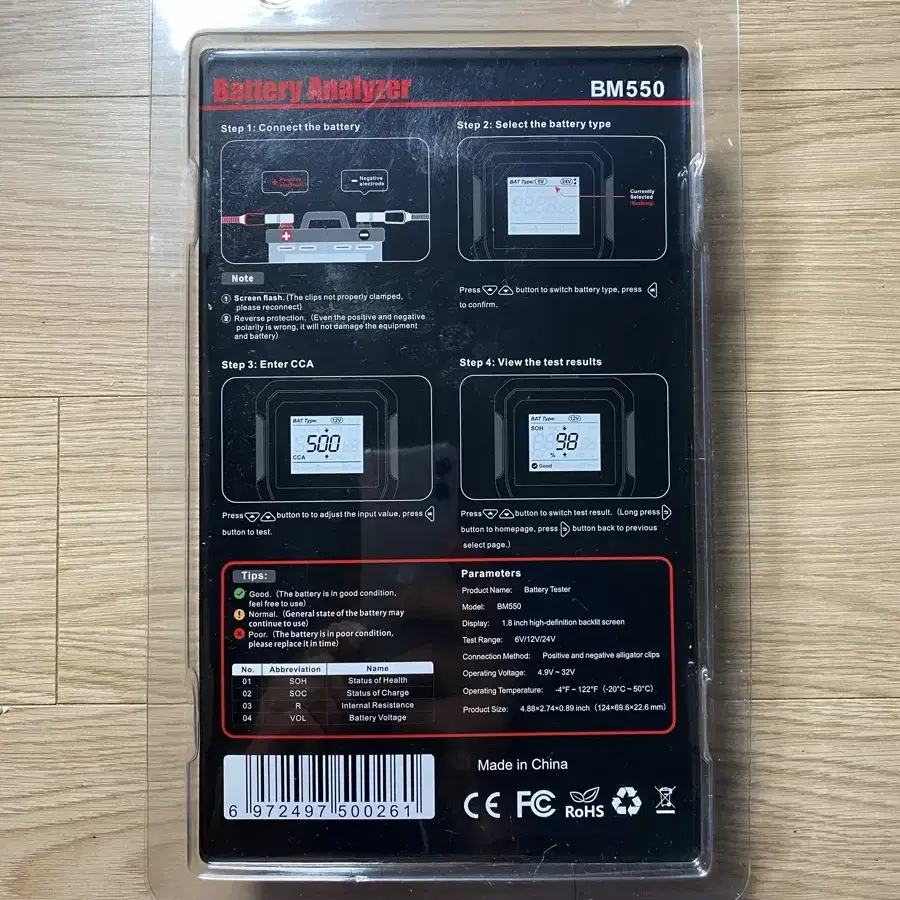 Battery Analyzer
BM550
Step 1: Connect the battery
+ Positive electrode
− Negative electrode
Note
① Screen flash. (The clips not properly clamped,
please reconnect)
② Reverse protection. (Even the positive and negative
polarity is wrong, it will not damage the equipment
and battery)
Step 2: Select the battery type
BAT Type: 6V 24V
Currently
Selected
Press button to switch battery type, press
to confirm.
Step 3: Enter CCA
BAT Type: 12V
500
CCA
Press button to to adjust the input value, press
button to test.
Step 4: View the test results
BAT Type: 12V
SOH
98
%
Good
Press button to switch test result. (Long press
button to homepage, press button back to previous
select page.)
Tips:
Good. (The battery is in good condition,
feel free to use)
Normal. (General state of the battery may
continue to use)
Poor. (The battery is in poor condition,
please replace it in time)
No. Abbreviation Name
01 SOH Status of Health
02 SOC Status of Charge
03 R Internal Resistance
04 VOL Battery Voltage
Parameters
Product Name: Battery Tester
Model: BM550
Display: 1.8 inch high-definition backlit screen
Test Range: 6V/12V/24V
Connection Method: Positive and negative alligator clips
Operating Voltage: 4.9V ~ 32V
Operating Temperature: -4°F ~ 122°F (-20°C ~ 50°C)
Product Size: 4.88×2.74×0.89 inch (124×69.6×22.6 mm)
6 972497 500261
Made in China
CE FC RoHS